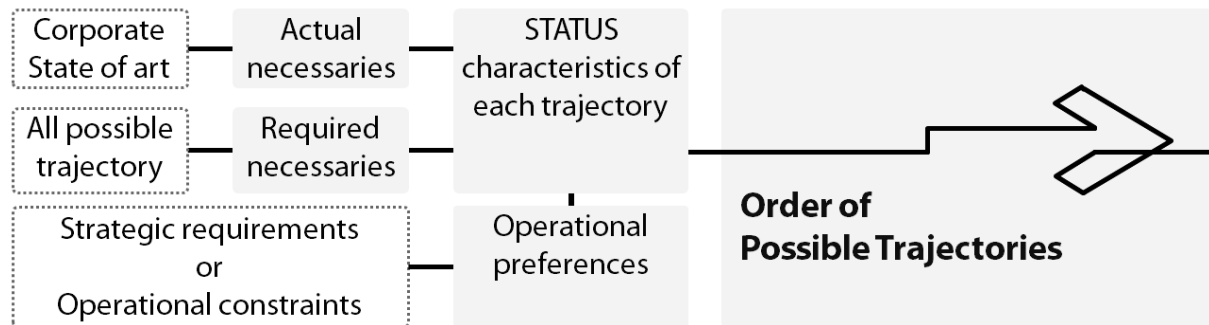 Corporate
State of art
Actual
necessaries
STATUS
characteristics of
each trajectory
All possible
trajectory
Required
necessaries
Strategic requirements
or
Operational constraints
Operational
preferences
Order of
Possible Trajectories